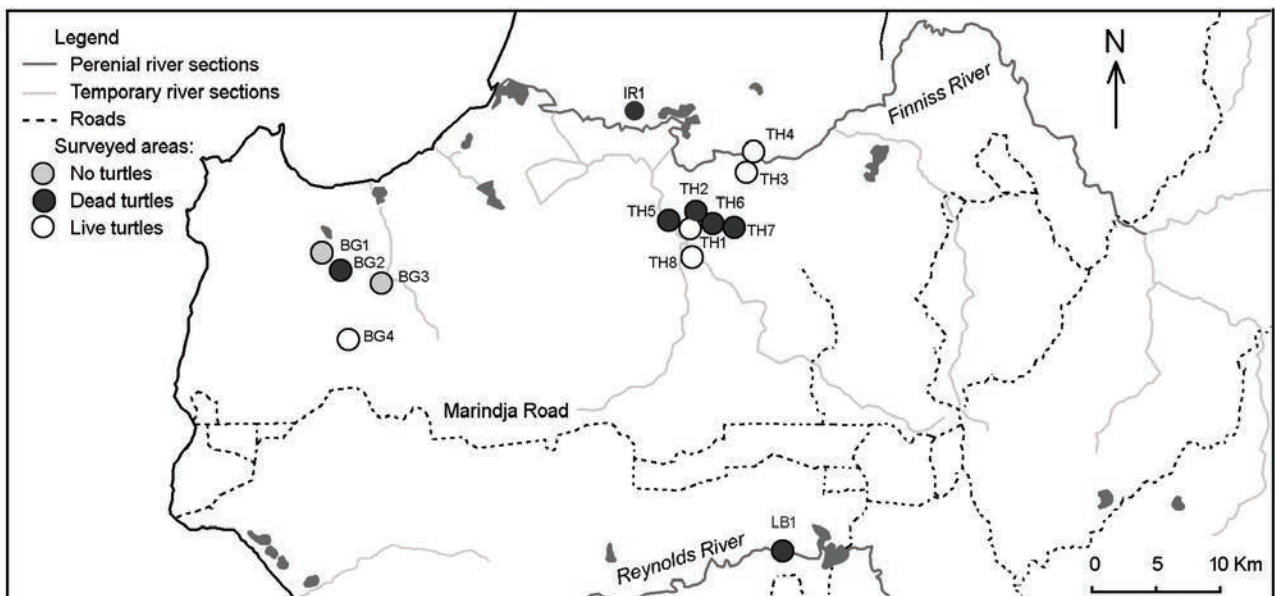 Legend
Perenial river sections
Temporary river sections
Roads
Surveyed areas:
No turtles
Dead turtles
Live turtles
N
Finniss River
IR1
TH4
TH3
TH2
TH6
TH5
TH7
TH1
TH8
BG1
BG2
BG3
BG4
Marindja Road
LB1
Reynolds River
0 5 10 Km